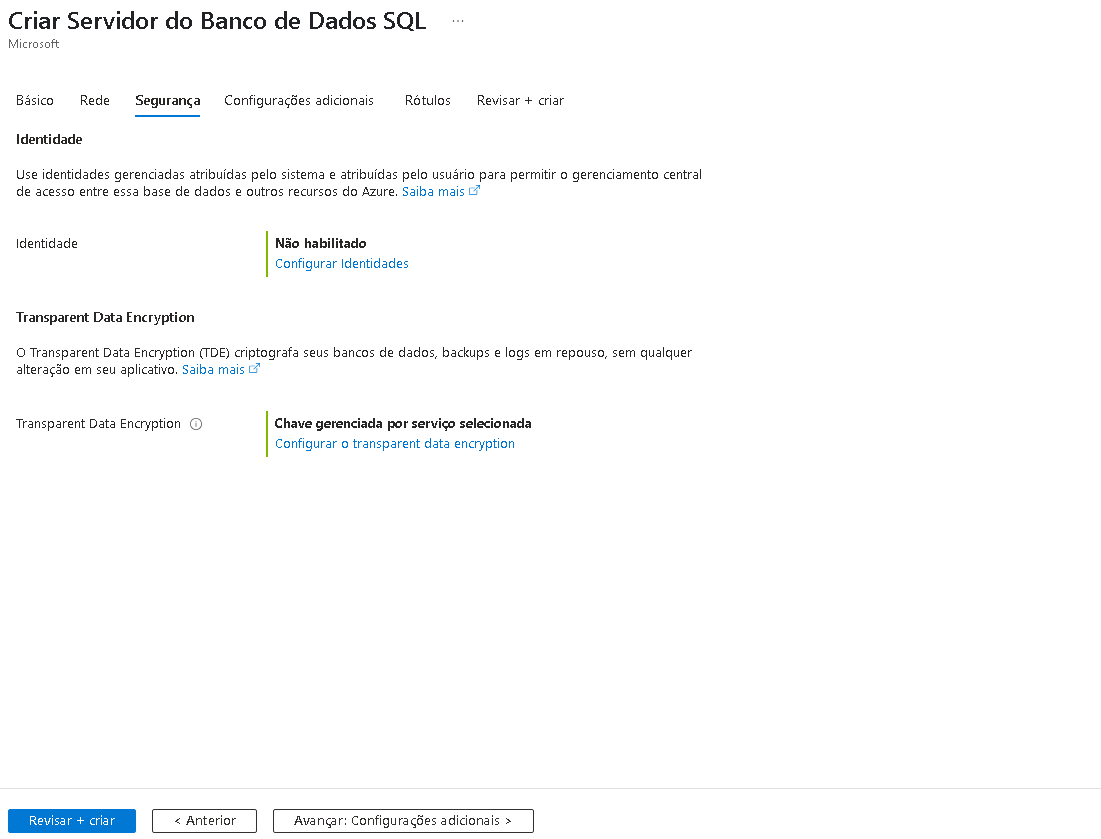 Criar Servidor do Banco de Dados SQL ...
Microsoft
Básico Rede Segurança Configurações adicionais Rótulos Revisar + criar
Identidade
Use identidades gerenciadas atribuídas pelo sistema e atribuídas pelo usuário para permitir o gerenciamento central
de acesso entre essa base de dados e outros recursos do Azure. Saiba mais
Identidade Não habilitado
Configurar Identidades
Transparent Data Encryption
O Transparent Data Encryption (TDE) criptografa seus bancos de dados, backups e logs em repouso, sem qualquer
alteração em seu aplicativo. Saiba mais
Transparent Data Encryption Chave gerenciada por serviço selecionada
Configurar o transparent data encryption
Revisar + criar < Anterior Avançar: Configurações adicionais >